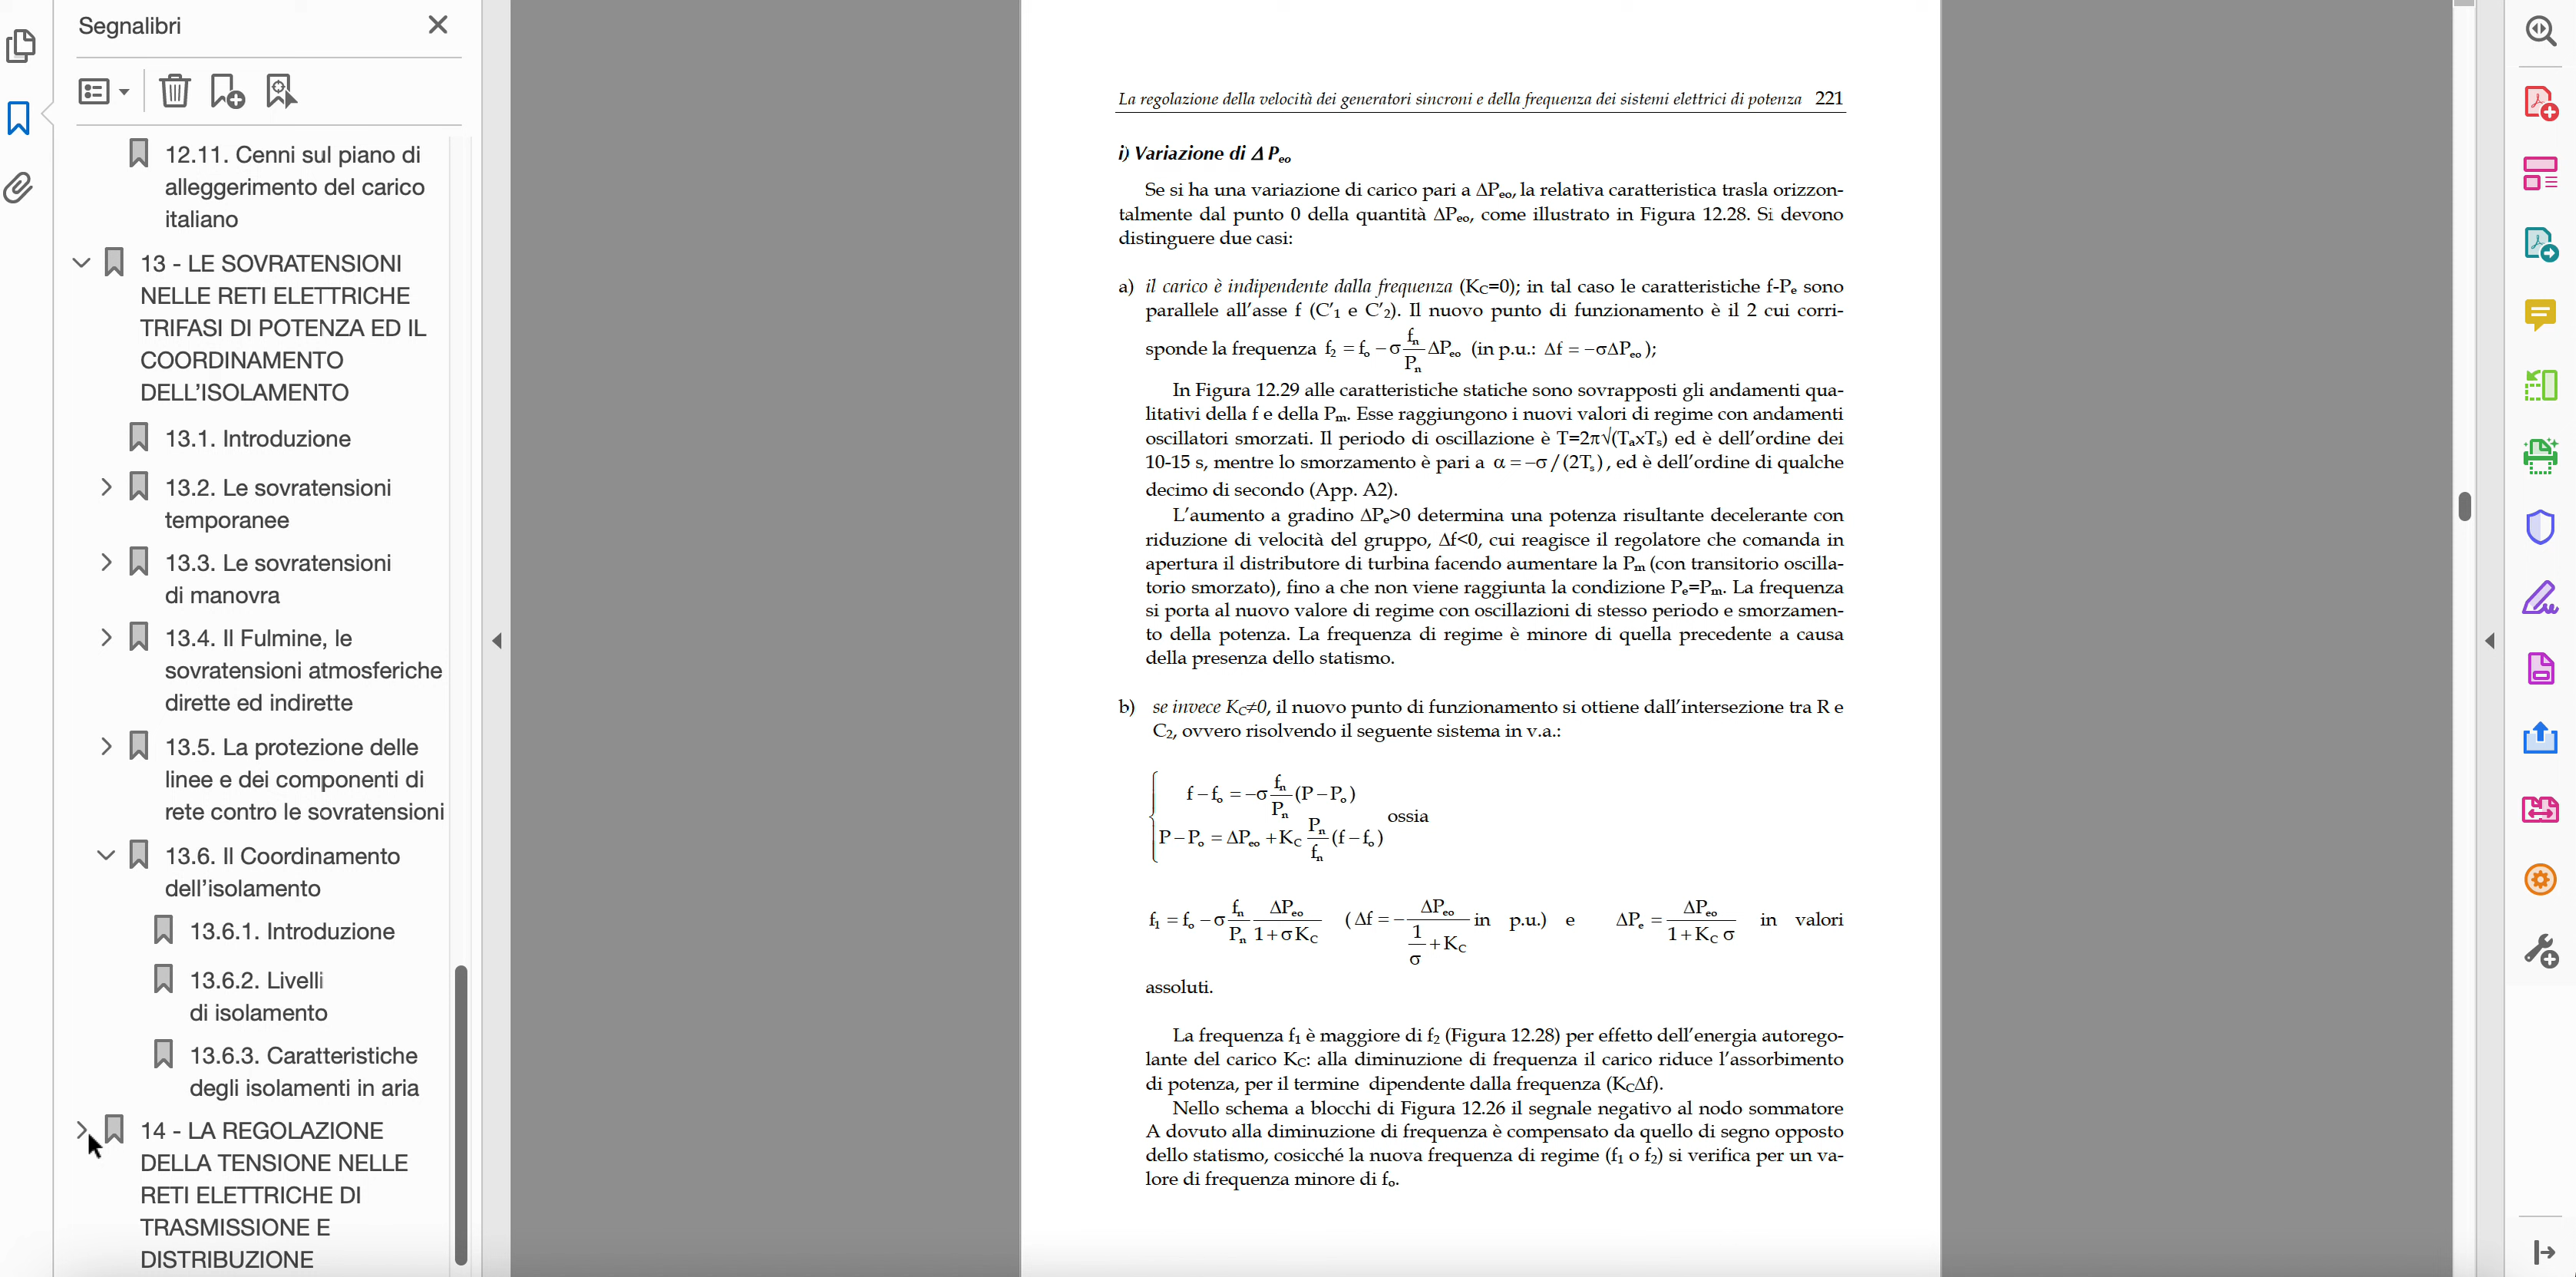 Segnalibri
12.11. Cenni sul piano di
alleggerimento del carico
italiano
13 - LE SOVRATENSIONI
NELLE RETI ELETTRICHE
TRIFASI DI POTENZA ED IL
COORDINAMENTO
DELL'ISOLAMENTO
13.1. Introduzione
13.2. Le sovratensioni
temporanee
13.3. Le sovratensioni
di manovra
13.4. Il Fulmine, le
sovratensioni atmosferiche
dirette ed indirette
13.5. La protezione delle
linee e dei componenti di
rete contro le sovratensioni
13.6. Il Coordinamento
dell'isolamento
13.6.1. Introduzione
13.6.2. Livelli
di isolamento
13.6.3. Caratteristiche
degli isolamenti in aria
14 - LA REGOLAZIONE
DELLA TENSIONE NELLE
RETI ELETTRICHE DI
TRASMISSIONE E
DISTRIBUZIONE
La regolazione della velocità dei generatori sincroni e della frequenza dei sistemi elettrici di potenza 221
i) Variazione di Δ Peo
Se si ha una variazione di carico pari a ΔPeo, la relativa caratteristica trasla orizzon-
talmente dal punto 0 della quantità ΔPeo, come illustrato in Figura 12.28. Si devono
distinguere due casi:
a) il carico è indipendente dalla frequenza (KC=0); in tal caso le caratteristiche f-Pe sono
parallele all'asse f (C'1 e C'2). Il nuovo punto di funzionamento è il 2 cui corri-
sponde la frequenza f2 = fo − σ fn/Pn ΔPeo (in p.u.: Δf = −σΔPeo);
In Figura 12.29 alle caratteristiche statiche sono sovrapposti gli andamenti qua-
litativi della f e della Pm. Esse raggiungono i nuovi valori di regime con andamenti
oscillatori smorzati. Il periodo di oscillazione è T=2π√(TaxTs) ed è dell'ordine dei
10-15 s, mentre lo smorzamento è pari a α = −σ / (2Ts), ed è dell'ordine di qualche
decimo di secondo (App. A2).
L'aumento a gradino ΔPe>0 determina una potenza risultante decelerante con
riduzione di velocità del gruppo, Δf<0, cui reagisce il regolatore che comanda in
apertura il distributore di turbina facendo aumentare la Pm (con transitorio oscilla-
torio smorzato), fino a che non viene raggiunta la condizione Pe=Pm. La frequenza
si porta al nuovo valore di regime con oscillazioni di stesso periodo e smorzamen-
to della potenza. La frequenza di regime è minore di quella precedente a causa
della presenza dello statismo.
b) se invece KC≠0, il nuovo punto di funzionamento si ottiene dall'intersezione tra R e
C2, ovvero risolvendo il seguente sistema in v.a.:
f − fo = −σ fn/Pn (P − Po)
P − Po = ΔPeo + KC Pn/fn (f − fo) ossia
f1 = fo − σ fn/Pn ΔPeo/(1 + σ KC) ( Δf = − ΔPeo/(1/σ + KC) in p.u.) e ΔPe = ΔPeo/(1 + KC σ) in valori
assoluti.
La frequenza f1 è maggiore di f2 (Figura 12.28) per effetto dell'energia autorego-
lante del carico KC: alla diminuzione di frequenza il carico riduce l'assorbimento
di potenza, per il termine dipendente dalla frequenza (KCΔf).
Nello schema a blocchi di Figura 12.26 il segnale negativo al nodo sommatore
A dovuto alla diminuzione di frequenza è compensato da quello di segno opposto
dello statismo, cosicché la nuova frequenza di regime (f1 o f2) si verifica per un va-
lore di frequenza minore di fo.